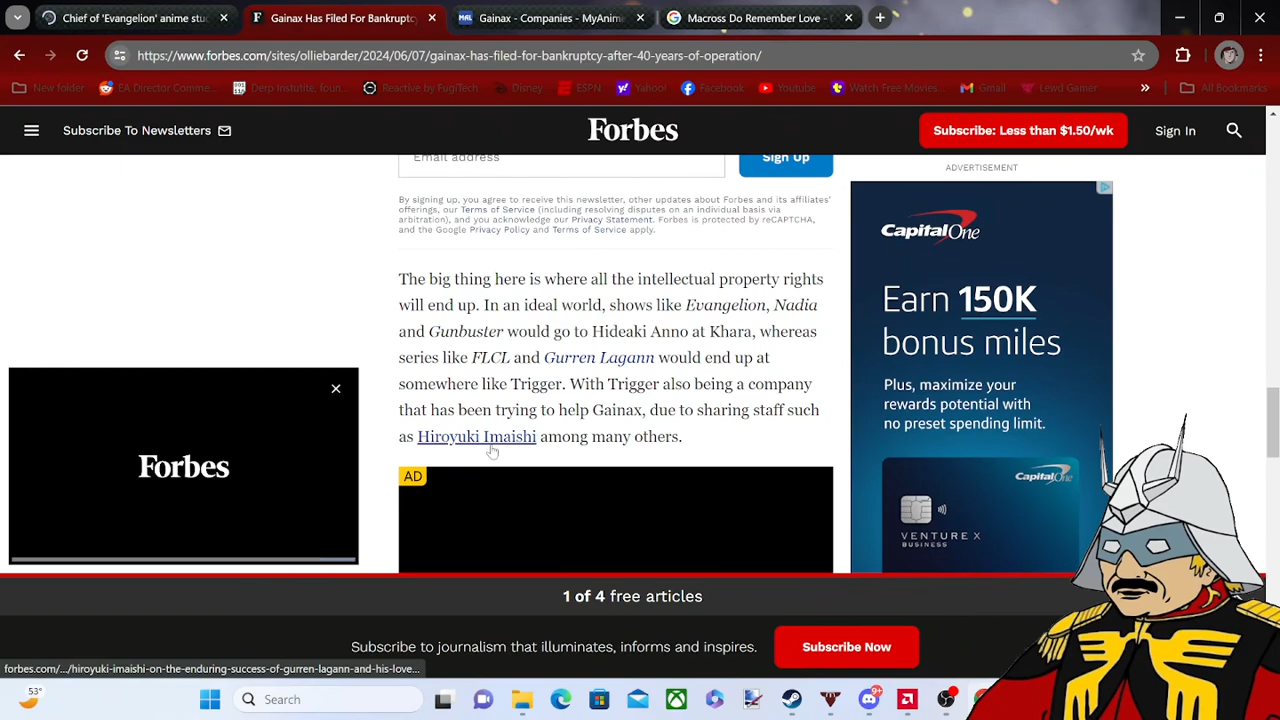 Chief of 'Evangelion' anime stu
Gainax Has Filed For Bankruptc
MAL
Gainax - Companies - MyAnim
Macross Do Remember Love -
https://www.forbes.com/sites/olliebarder/2024/06/07/gainax-has-filed-for-bankruptcy-after-40-years-of-operation/
New folder
EA Director Comme...
Derp Instutite, foun...
Reactive by FugiTech
Disney
ESPN
Yahoo!
Facebook
Youtube
Watch Free Movies...
Gmail
Lewd Gamer
All Bookmarks
Subscribe To Newsletters
Forbes
Subscribe: Less than $1.50/wk
Sign In
Email address
Sign Up
By signing up, you agree to receive this newsletter, other updates about Forbes and its affiliates'
offerings, our Terms of Service (including resolving disputes on an individual basis via
arbitration), and you acknowledge our Privacy Statement. Forbes is protected by reCAPTCHA,
and the Google Privacy Policy and Terms of Service apply.
The big thing here is where all the intellectual property rights
will end up. In an ideal world, shows like Evangelion, Nadia
and Gunbuster would go to Hideaki Anno at Khara, whereas
series like FLCL and Gurren Lagann would end up at
somewhere like Trigger. With Trigger also being a company
that has been trying to help Gainax, due to sharing staff such
as Hiroyuki Imaishi among many others.
AD
Forbes
ADVERTISEMENT
CapitalOne
Earn 150K
bonus miles
Plus, maximize your
rewards potential with
no preset spending limit.
CapitalOne
VENTURE X
BUSINESS
1 of 4 free articles
Subscribe to journalism that illuminates, informs and inspires.
Subscribe Now
forbes.com/.../hiroyuki-imaishi-on-the-enduring-success-of-gurren-lagann-and-his-love...
53°
Search
9+